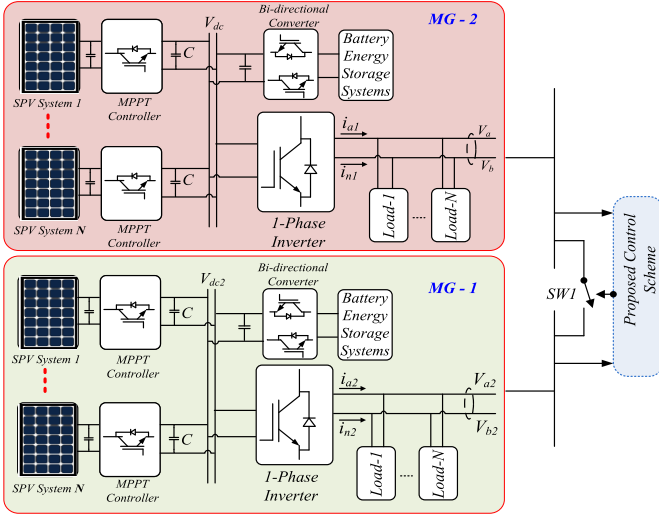 Bi-directional
Converter
MG - 2
V_dc
C
Battery
Energy
Storage
Systems
SPV System 1
MPPT
Controller
i_a1
V_a
C
i_n1
V_b
Load-1
Load-N
SPV System N
MPPT
Controller
1-Phase
Inverter
Bi-directional
Converter
MG - 1
V_dc2
C
Battery
Energy
Storage
Systems
SPV System 1
MPPT
Controller
i_a2
V_a2
C
i_n2
V_b2
Load-1
Load-N
SPV System N
MPPT
Controller
1-Phase
Inverter
SW1
Proposed Control
Scheme